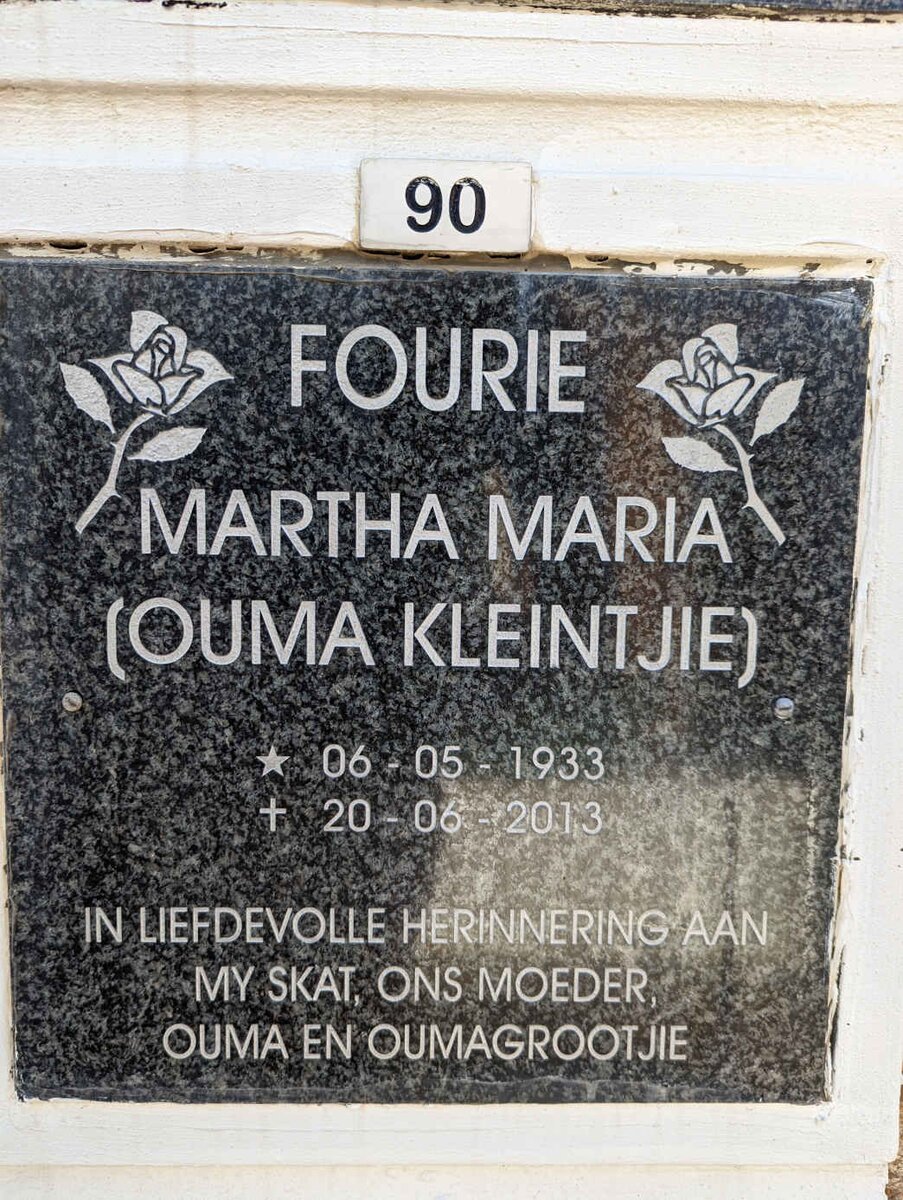 90
FOURIE
MARTHA MARIA
(OUMA KLEINTJIE)
★ 06 - 05 - 1933
✝ 20 - 06 - 2013
IN LIEFDEVOLLE HERINNERING AAN
MY SKAT, ONS MOEDER,
OUMA EN OUMAGROOTJIE